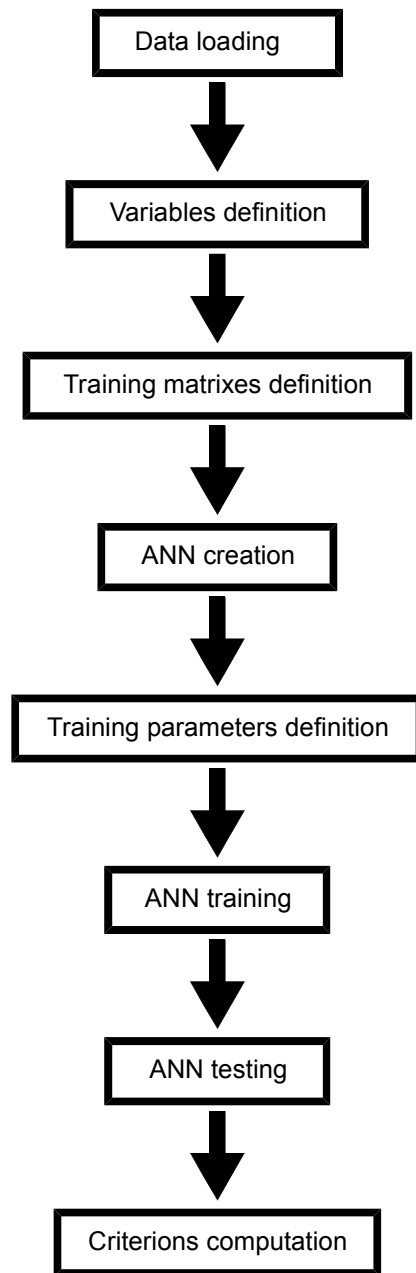 Data loading
Variables definition
Training matrixes definition
ANN creation
Training parameters definition
ANN training
ANN testing
Criterions computation